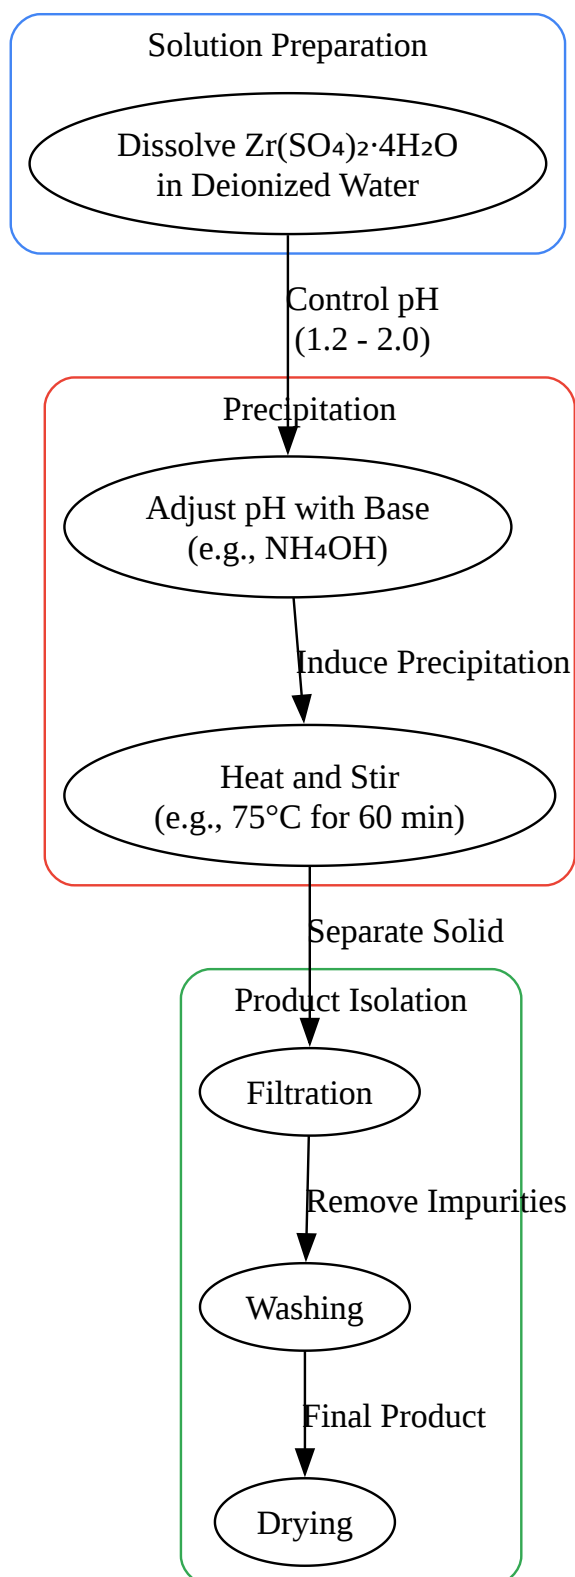 Solution Preparation
Dissolve Zr(SO₄)₂·4H₂O
in Deionized Water
Control pH
(1.2 - 2.0)
Precipitation
Adjust pH with Base
(e.g., NH₄OH)
Induce Precipitation
Heat and Stir
(e.g., 75°C for 60 min)
Separate Solid
Product Isolation
Filtration
Remove Impurities
Washing
Final Product
Drying